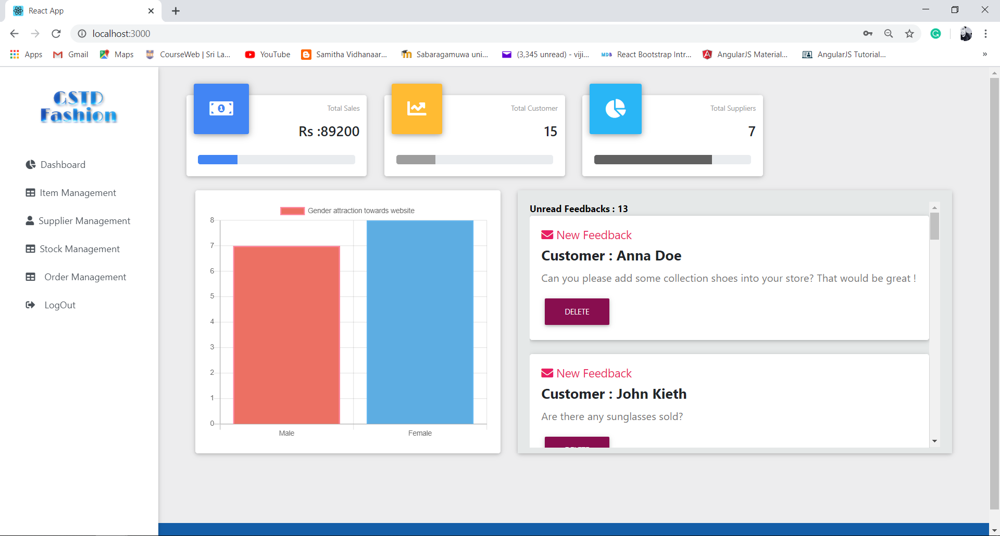 React App
localhost:3000
Apps
Gmail
Maps
CourseWeb | Sri La...
YouTube
Samitha Vidhanaar...
Sabaragamuwa uni...
(3,345 unread) - viji...
MDB
React Bootstrap Intr...
AngularJS Material...
AngularJS Tutorial...
»
GSTD
Fashion
Dashboard
Item Management
Supplier Management
Stock Management
Order Management
LogOut
1
Total Sales
Rs :89200
Total Customer
15
Total Suppliers
7
Gender attraction towards website
8
7
6
5
4
3
2
1
0
Male
Female
Unread Feedbacks : 13
New Feedback
Customer : Anna Doe
Can you please add some collection shoes into your store? That would be great !
DELETE
New Feedback
Customer : John Kieth
Are there any sunglasses sold?